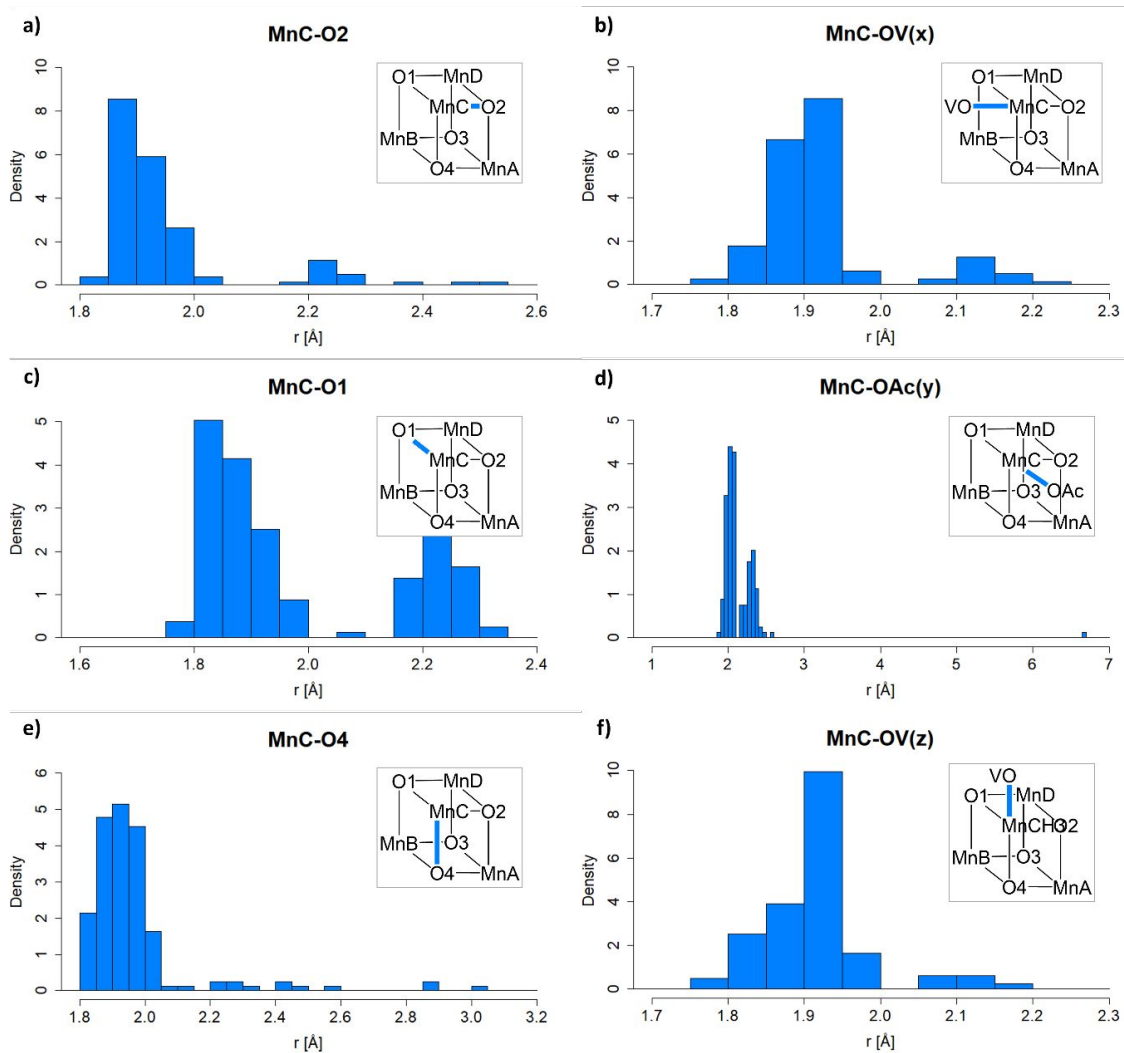 a)
MnC-O2
10
8
6
4
2
0
Density
1.8 2.0 2.2 2.4 2.6
r [Å]
O1 MnD
MnC O2
MnB O3
O4 MnA
b)
MnC-OV(x)
10
8
6
4
2
0
Density
1.7 1.8 1.9 2.0 2.1 2.2 2.3
r [Å]
O1 MnD
VO MnC O2
MnB O3
O4 MnA
c)
MnC-O1
5
4
3
2
1
0
Density
1.6 1.8 2.0 2.2 2.4
r [Å]
O1 MnD
MnC O2
MnB O3
O4 MnA
d)
MnC-OAc(y)
5
4
3
2
1
0
Density
1 2 3 4 5 6 7
r [Å]
O1 MnD
MnC O2
MnB O3 OAc
O4 MnA
e)
MnC-O4
6
5
4
3
2
1
0
Density
1.8 2.0 2.2 2.4 2.6 2.8 3.0 3.2
r [Å]
O1 MnD
MnC O2
MnB O3
O4 MnA
f)
MnC-OV(z)
10
8
6
4
2
0
Density
1.7 1.8 1.9 2.0 2.1 2.2 2.3
r [Å]
VO
O1 MnD
MnB O3
O4 MnA